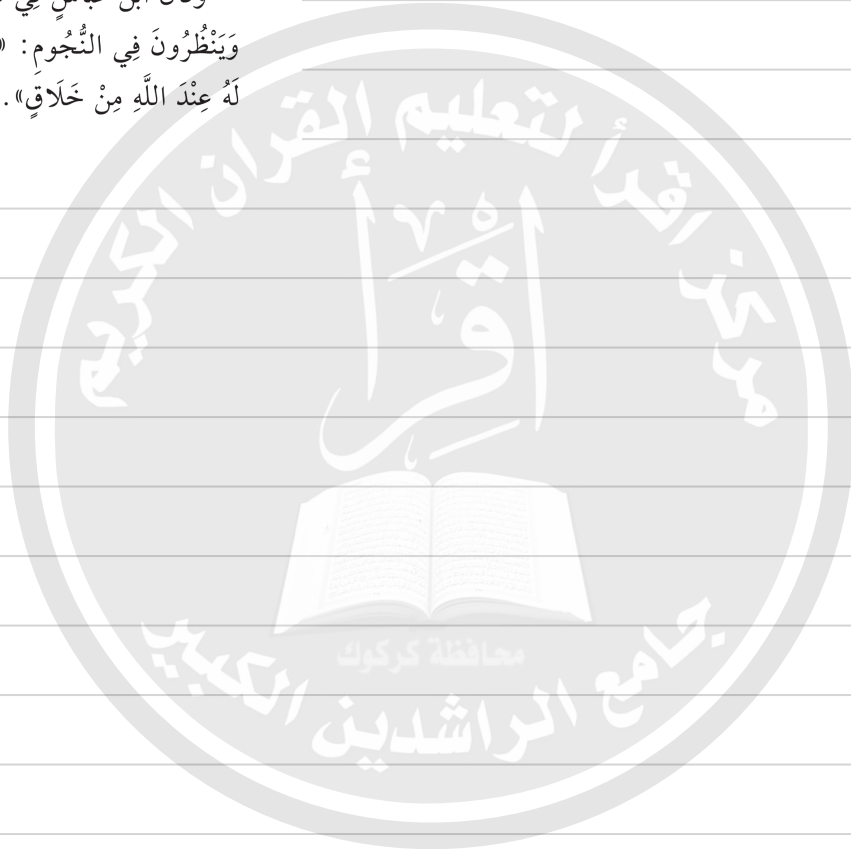 وَيَنْظُرُونَ فِي النُّجُومِ: «
لَهُ عِنْدَ اللَّهِ مِنْ خَلَاقٍ».
مركز اقرأ لتعليم القرآن الكريم
اقْرَأ
محافظة كركوك
جامع الراشدين الكبير